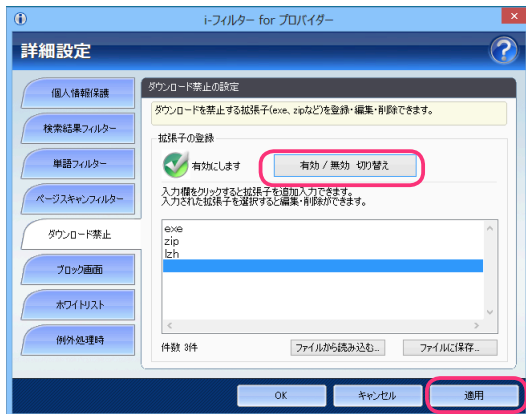 i-フィルター for プロバイダー
詳細設定
個人情報保護
検索結果フィルター
単語フィルター
ページスキャンフィルター
ダウンロード禁止
ブロック画面
ホワイトリスト
例外処理時
ダウンロード禁止の設定
ダウンロードを禁止する拡張子(exe、zipなど)を登録・編集・削除できます。
拡張子の登録
有効にします
有効 / 無効 切り替え
入力欄をクリックすると拡張子を追加入力できます。
入力された拡張子を選択すると編集・削除ができます。
exe
zip
lzh
件数 3件
ファイルから読み込む...
ファイルに保存...
OK
キャンセル
適用